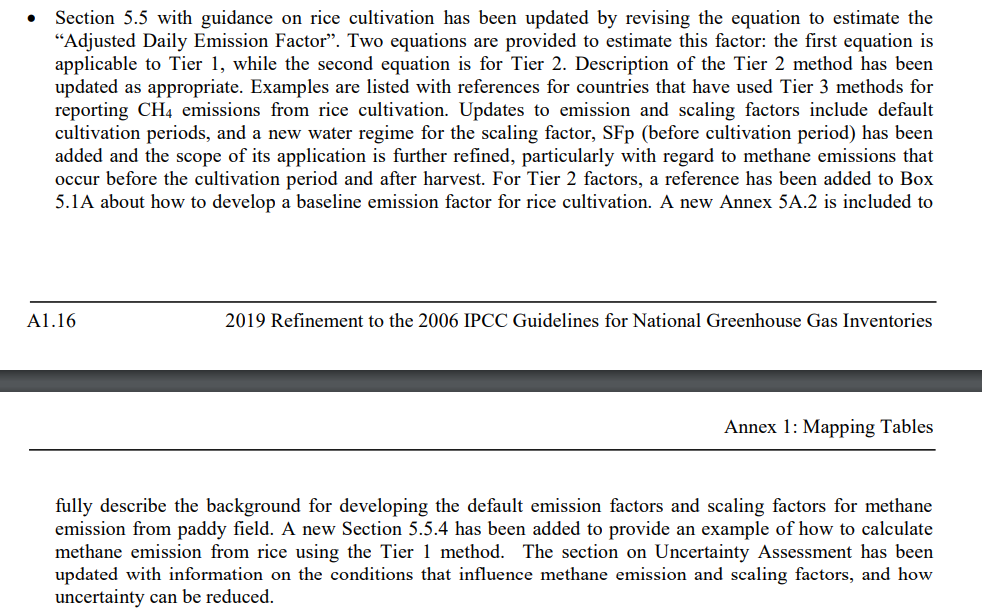 • Section 5.5 with guidance on rice cultivation has been updated by revising the equation to estimate the
“Adjusted Daily Emission Factor”. Two equations are provided to estimate this factor: the first equation is
applicable to Tier 1, while the second equation is for Tier 2. Description of the Tier 2 method has been
updated as appropriate. Examples are listed with references for countries that have used Tier 3 methods for
reporting CH₄ emissions from rice cultivation. Updates to emission and scaling factors include default
cultivation periods, and a new water regime for the scaling factor, SFp (before cultivation period) has been
added and the scope of its application is further refined, particularly with regard to methane emissions that
occur before the cultivation period and after harvest. For Tier 2 factors, a reference has been added to Box
5.1A about how to develop a baseline emission factor for rice cultivation. A new Annex 5A.2 is included to
A1.16 2019 Refinement to the 2006 IPCC Guidelines for National Greenhouse Gas Inventories
Annex 1: Mapping Tables
fully describe the background for developing the default emission factors and scaling factors for methane
emission from paddy field. A new Section 5.5.4 has been added to provide an example of how to calculate
methane emission from rice using the Tier 1 method. The section on Uncertainty Assessment has been
updated with information on the conditions that influence methane emission and scaling factors, and how
uncertainty can be reduced.